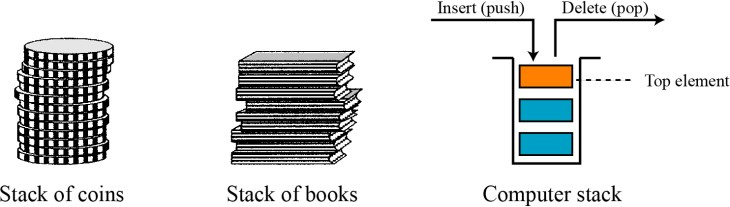 Insert (push) Delete (pop)
Top element
Stack of coins Stack of books Computer stack